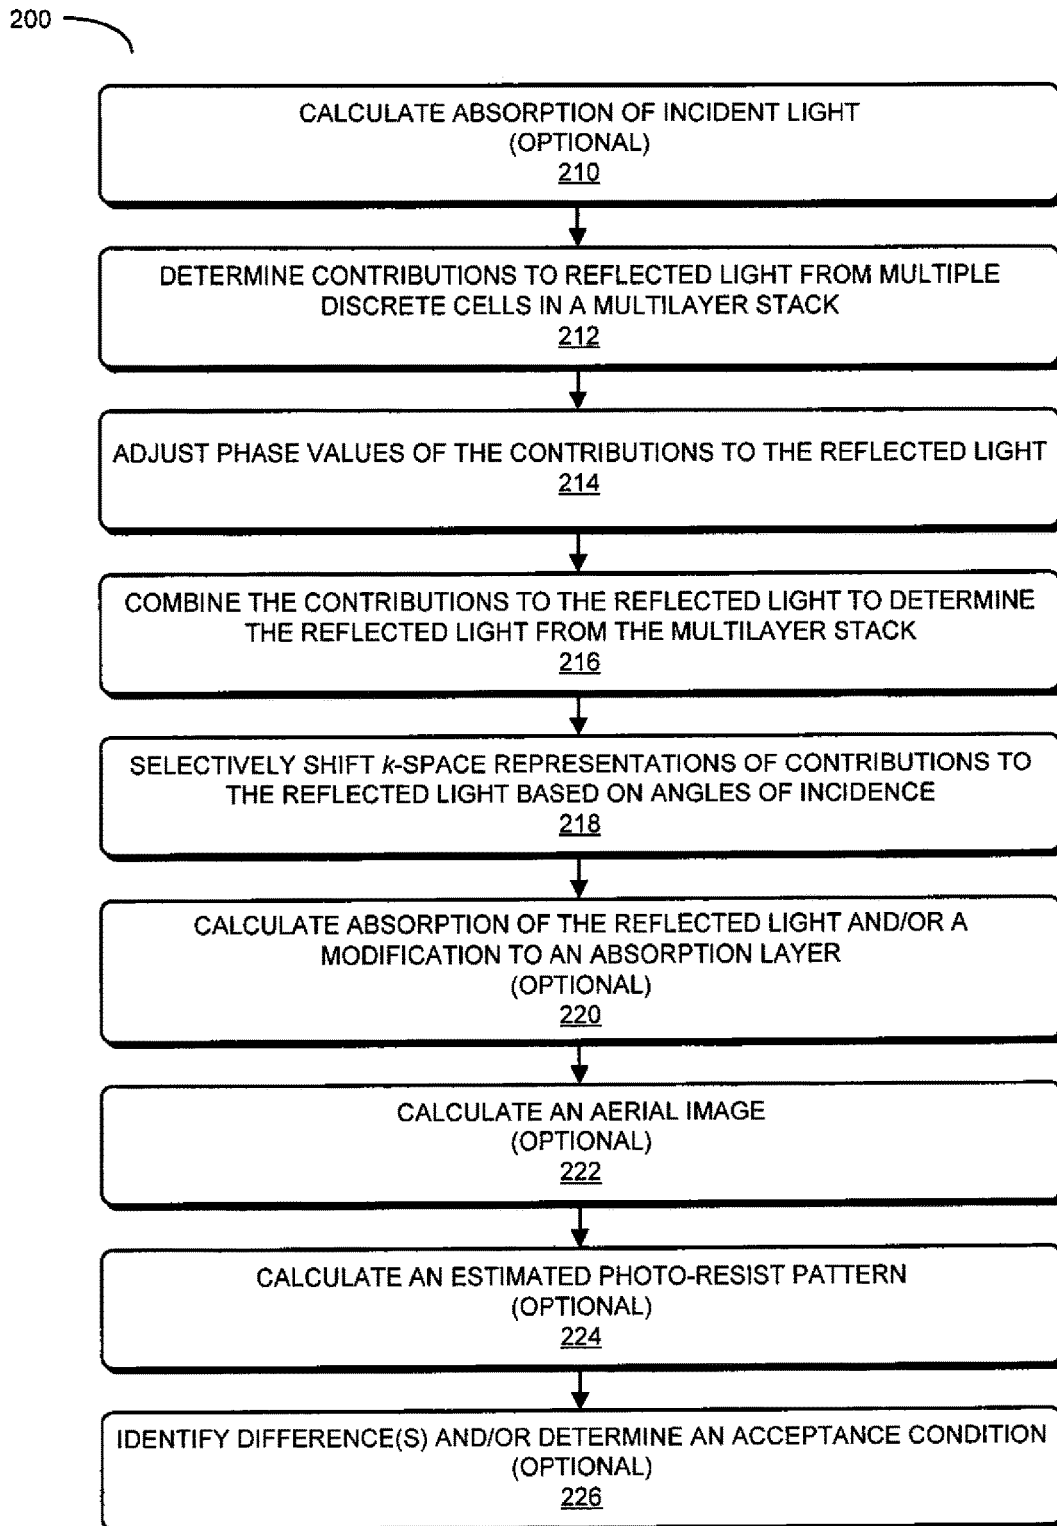 200
CALCULATE ABSORPTION OF INCIDENT LIGHT
(OPTIONAL)
210
DETERMINE CONTRIBUTIONS TO REFLECTED LIGHT FROM MULTIPLE
DISCRETE CELLS IN A MULTILAYER STACK
212
ADJUST PHASE VALUES OF THE CONTRIBUTIONS TO THE REFLECTED LIGHT
214
COMBINE THE CONTRIBUTIONS TO THE REFLECTED LIGHT TO DETERMINE
THE REFLECTED LIGHT FROM THE MULTILAYER STACK
216
SELECTIVELY SHIFT k-SPACE REPRESENTATIONS OF CONTRIBUTIONS TO
THE REFLECTED LIGHT BASED ON ANGLES OF INCIDENCE
218
CALCULATE ABSORPTION OF THE REFLECTED LIGHT AND/OR A
MODIFICATION TO AN ABSORPTION LAYER
(OPTIONAL)
220
CALCULATE AN AERIAL IMAGE
(OPTIONAL)
222
CALCULATE AN ESTIMATED PHOTO-RESIST PATTERN
(OPTIONAL)
224
IDENTIFY DIFFERENCE(S) AND/OR DETERMINE AN ACCEPTANCE CONDITION
(OPTIONAL)
226